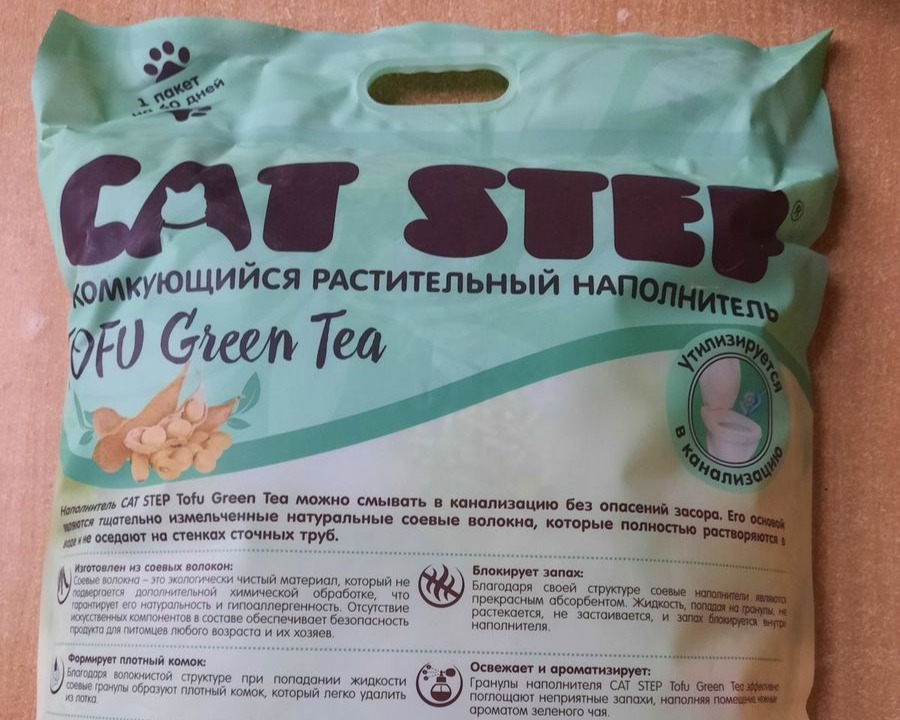 1 пакет
на 60 дней
CAT STEP®
КОМКУЮЩИЙСЯ РАСТИТЕЛЬНЫЙ НАПОЛНИТЕЛЬ
TOFU Green Tea
Утилизируется
в канализацию
Наполнитель CAT STEP Tofu Green Tea можно смывать в канализацию без опасений засора. Его основой
являются тщательно измельченные натуральные соевые волокна, которые полностью растворяются в
воде и не оседают на стенках сточных труб.
Изготовлен из соевых волокон:
Соевые волокна – это экологически чистый материал, который не
подвергается дополнительной химической обработке, что
гарантирует его натуральность и гипоаллергенность. Отсутствие
искусственных компонентов в составе обеспечивает безопасность
продукта для питомцев любого возраста и их хозяев.
Блокирует запах:
Благодаря своей структуре соевые наполнители являются
прекрасным абсорбентом. Жидкость, попадая на гранулы, не
растекается, не застаивается, и запах блокируется внутри
наполнителя.
Формирует плотный комок:
Благодаря волокнистой структуре при попадании жидкости
соевые гранулы образуют плотный комок, который легко удалить
из лотка.
Освежает и ароматизирует:
Гранулы наполнителя CAT STEP Tofu Green Tea эффективно
поглощают неприятные запахи, наполняя помещение нежным
ароматом зеленого чая.